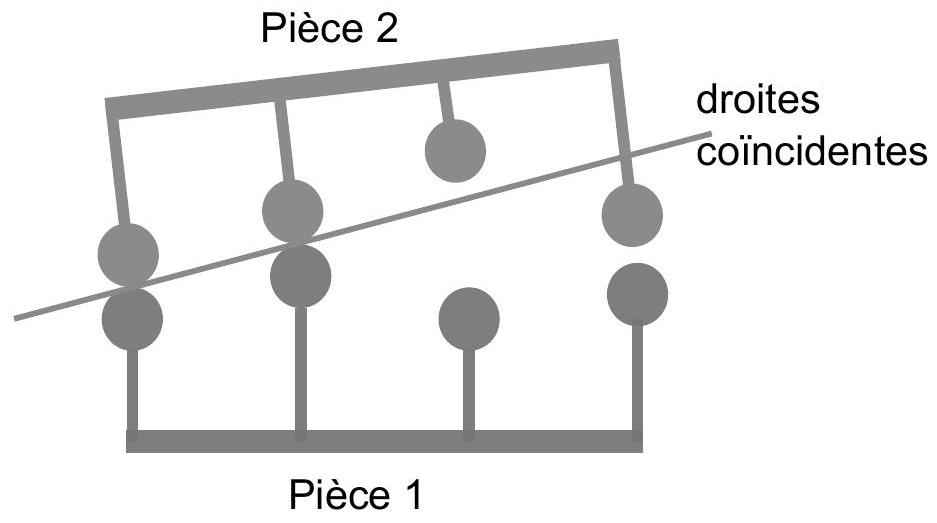 Pièce 2
droites
coïncidentes
Pièce 1